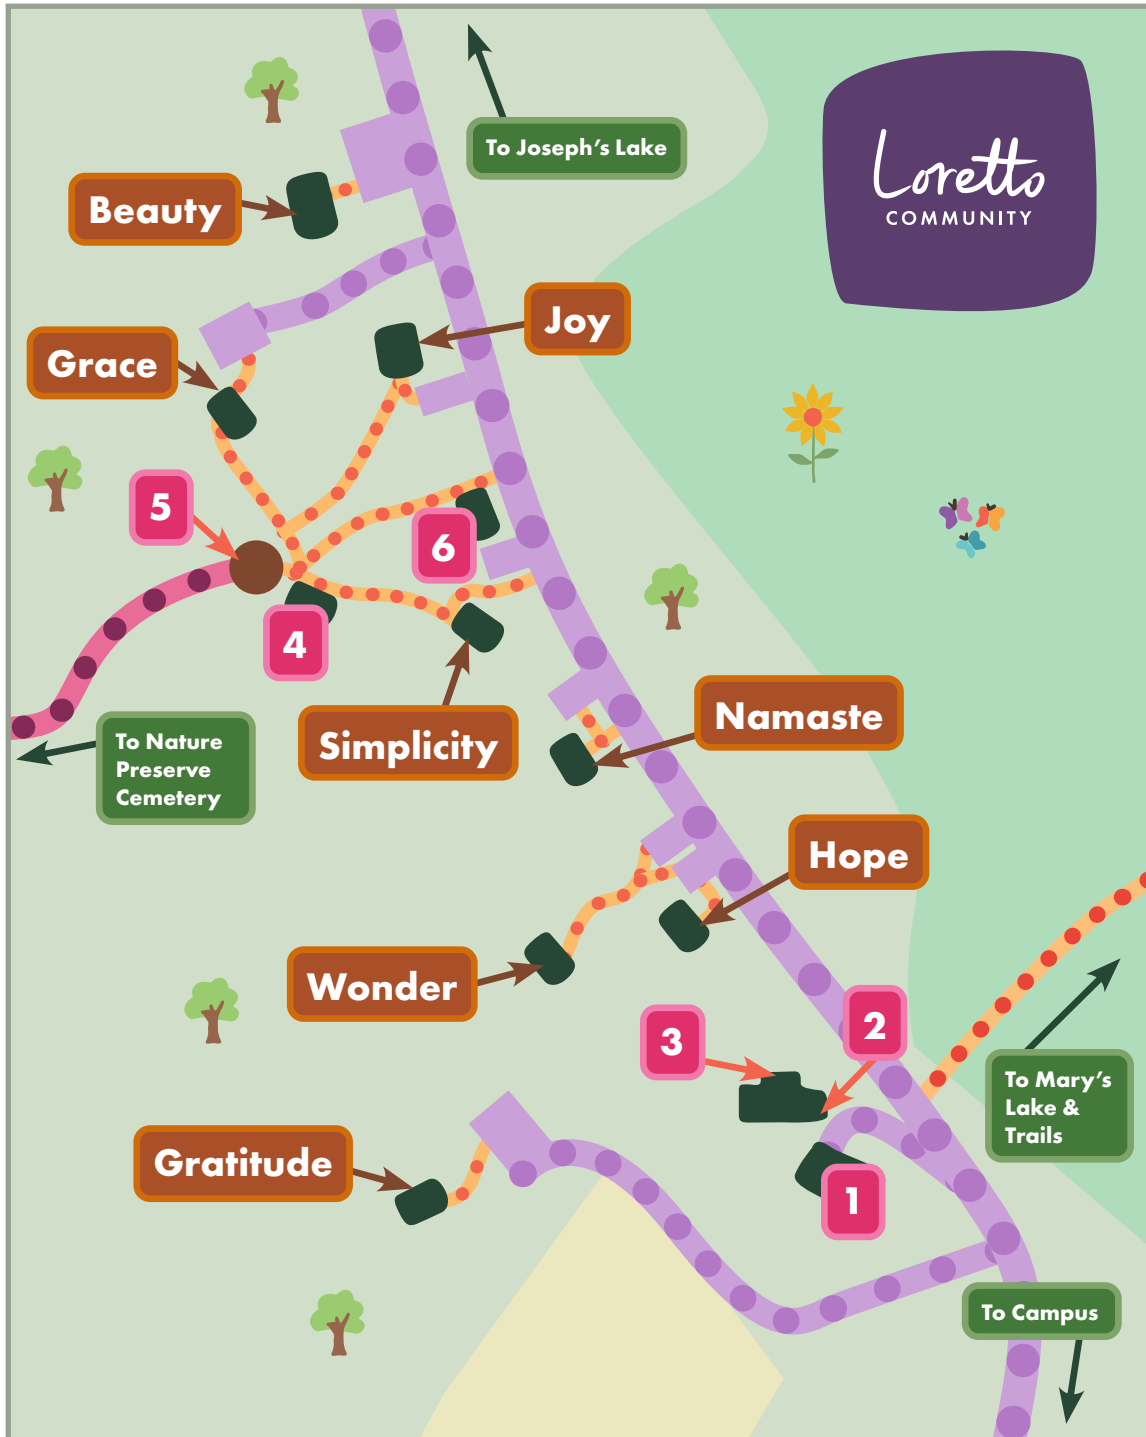 To Joseph's Lake
Loretto
COMMUNITY
Beauty
Joy
Grace
5
6
4
Namaste
Simplicity
To Nature
Preserve
Cemetery
Hope
Wonder
2
3
To Mary's
Lake &
Trails
Gratitude
1
To Campus